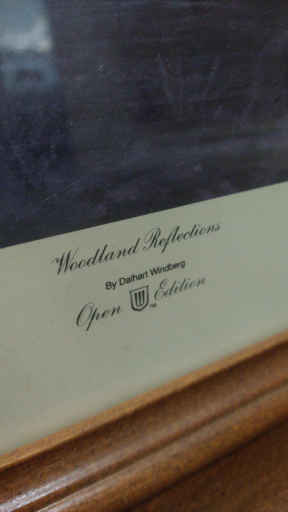 Woodland Reflections
By Dalhart Windberg
Open W Edition